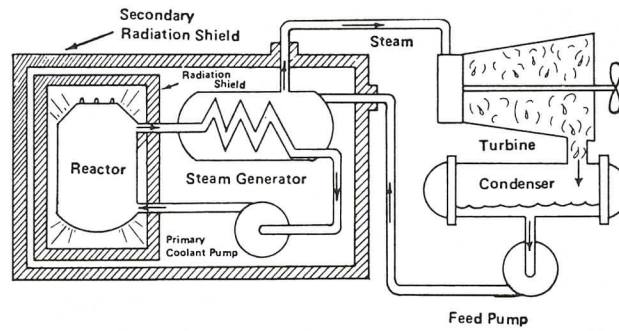 Secondary
Radiation Shield
Steam
Radiation
Shield
Reactor
Steam Generator
Turbine
Condenser
Primary
Coolant Pump
Feed Pump